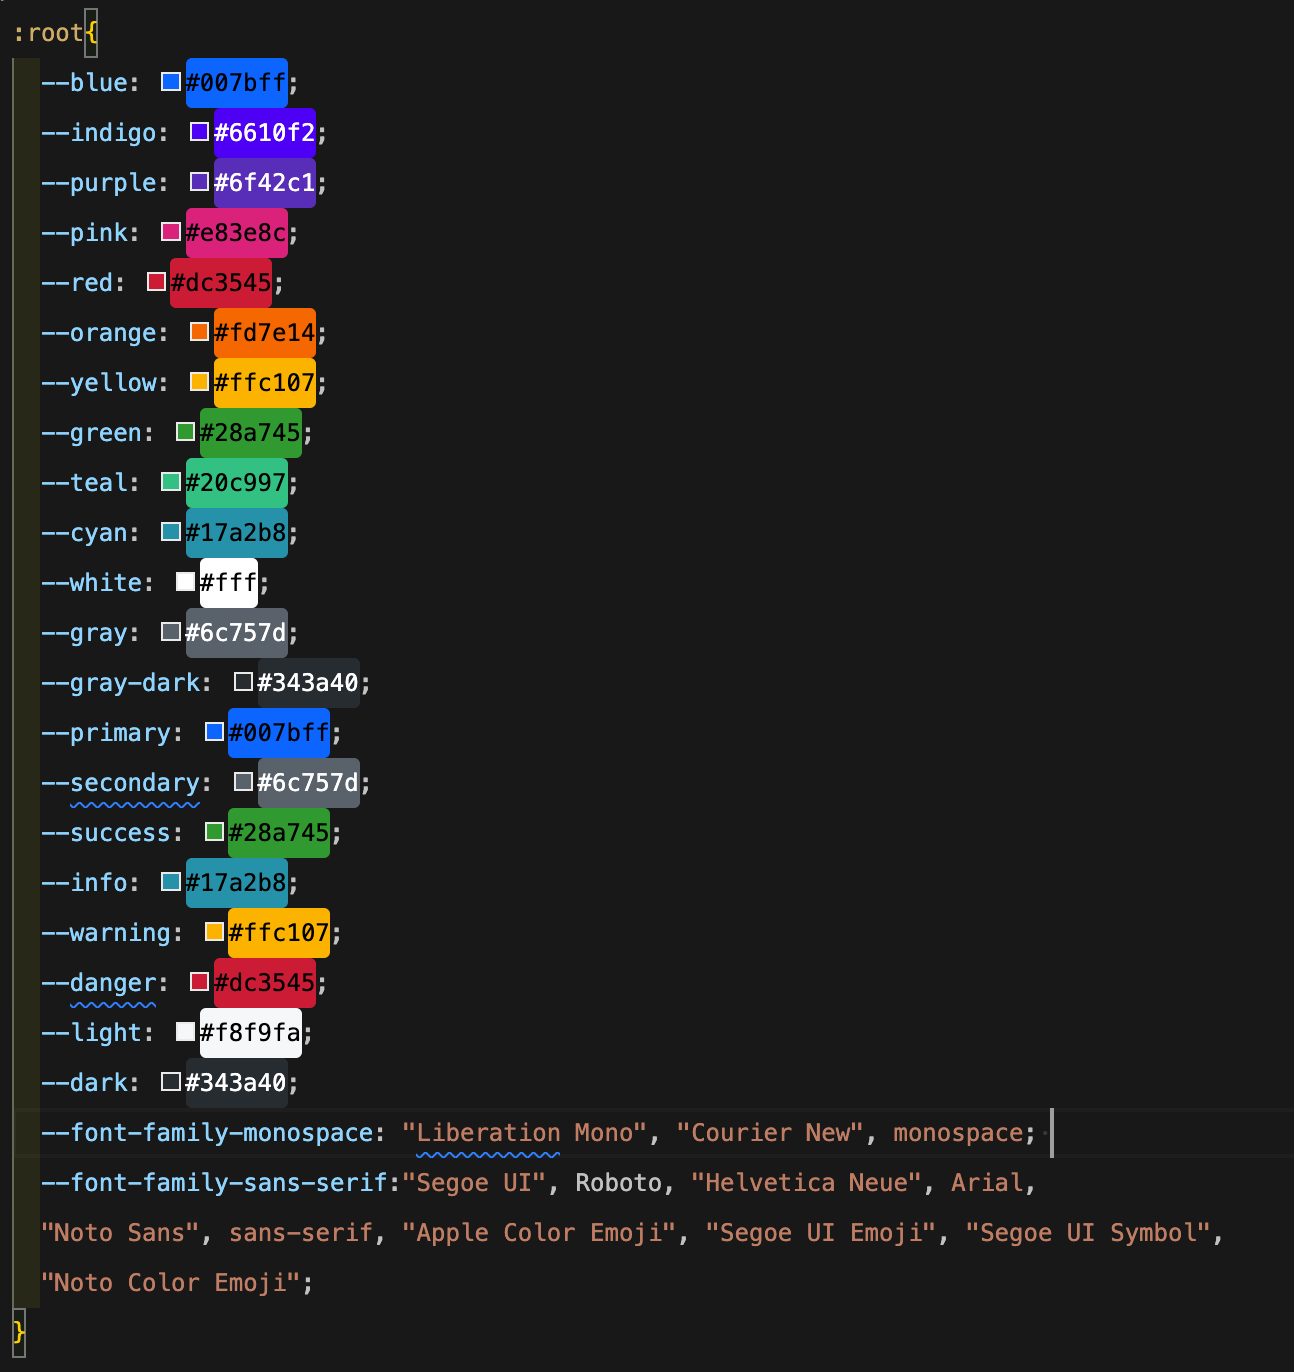 :root{
--blue: #007bff;
--indigo: #6610f2;
--purple: #6f42c1;
--pink: #e83e8c;
--red: #dc3545;
--orange: #fd7e14;
--yellow: #ffc107;
--green: #28a745;
--teal: #20c997;
--cyan: #17a2b8;
--white: #fff;
--gray: #6c757d;
--gray-dark: #343a40;
--primary: #007bff;
--secondary: #6c757d;
--success: #28a745;
--info: #17a2b8;
--warning: #ffc107;
--danger: #dc3545;
--light: #f8f9fa;
--dark: #343a40;
--font-family-monospace: "Liberation Mono", "Courier New", monospace;
--font-family-sans-serif:"Segoe UI", Roboto, "Helvetica Neue", Arial,
"Noto Sans", sans-serif, "Apple Color Emoji", "Segoe UI Emoji", "Segoe UI Symbol",
"Noto Color Emoji";
}